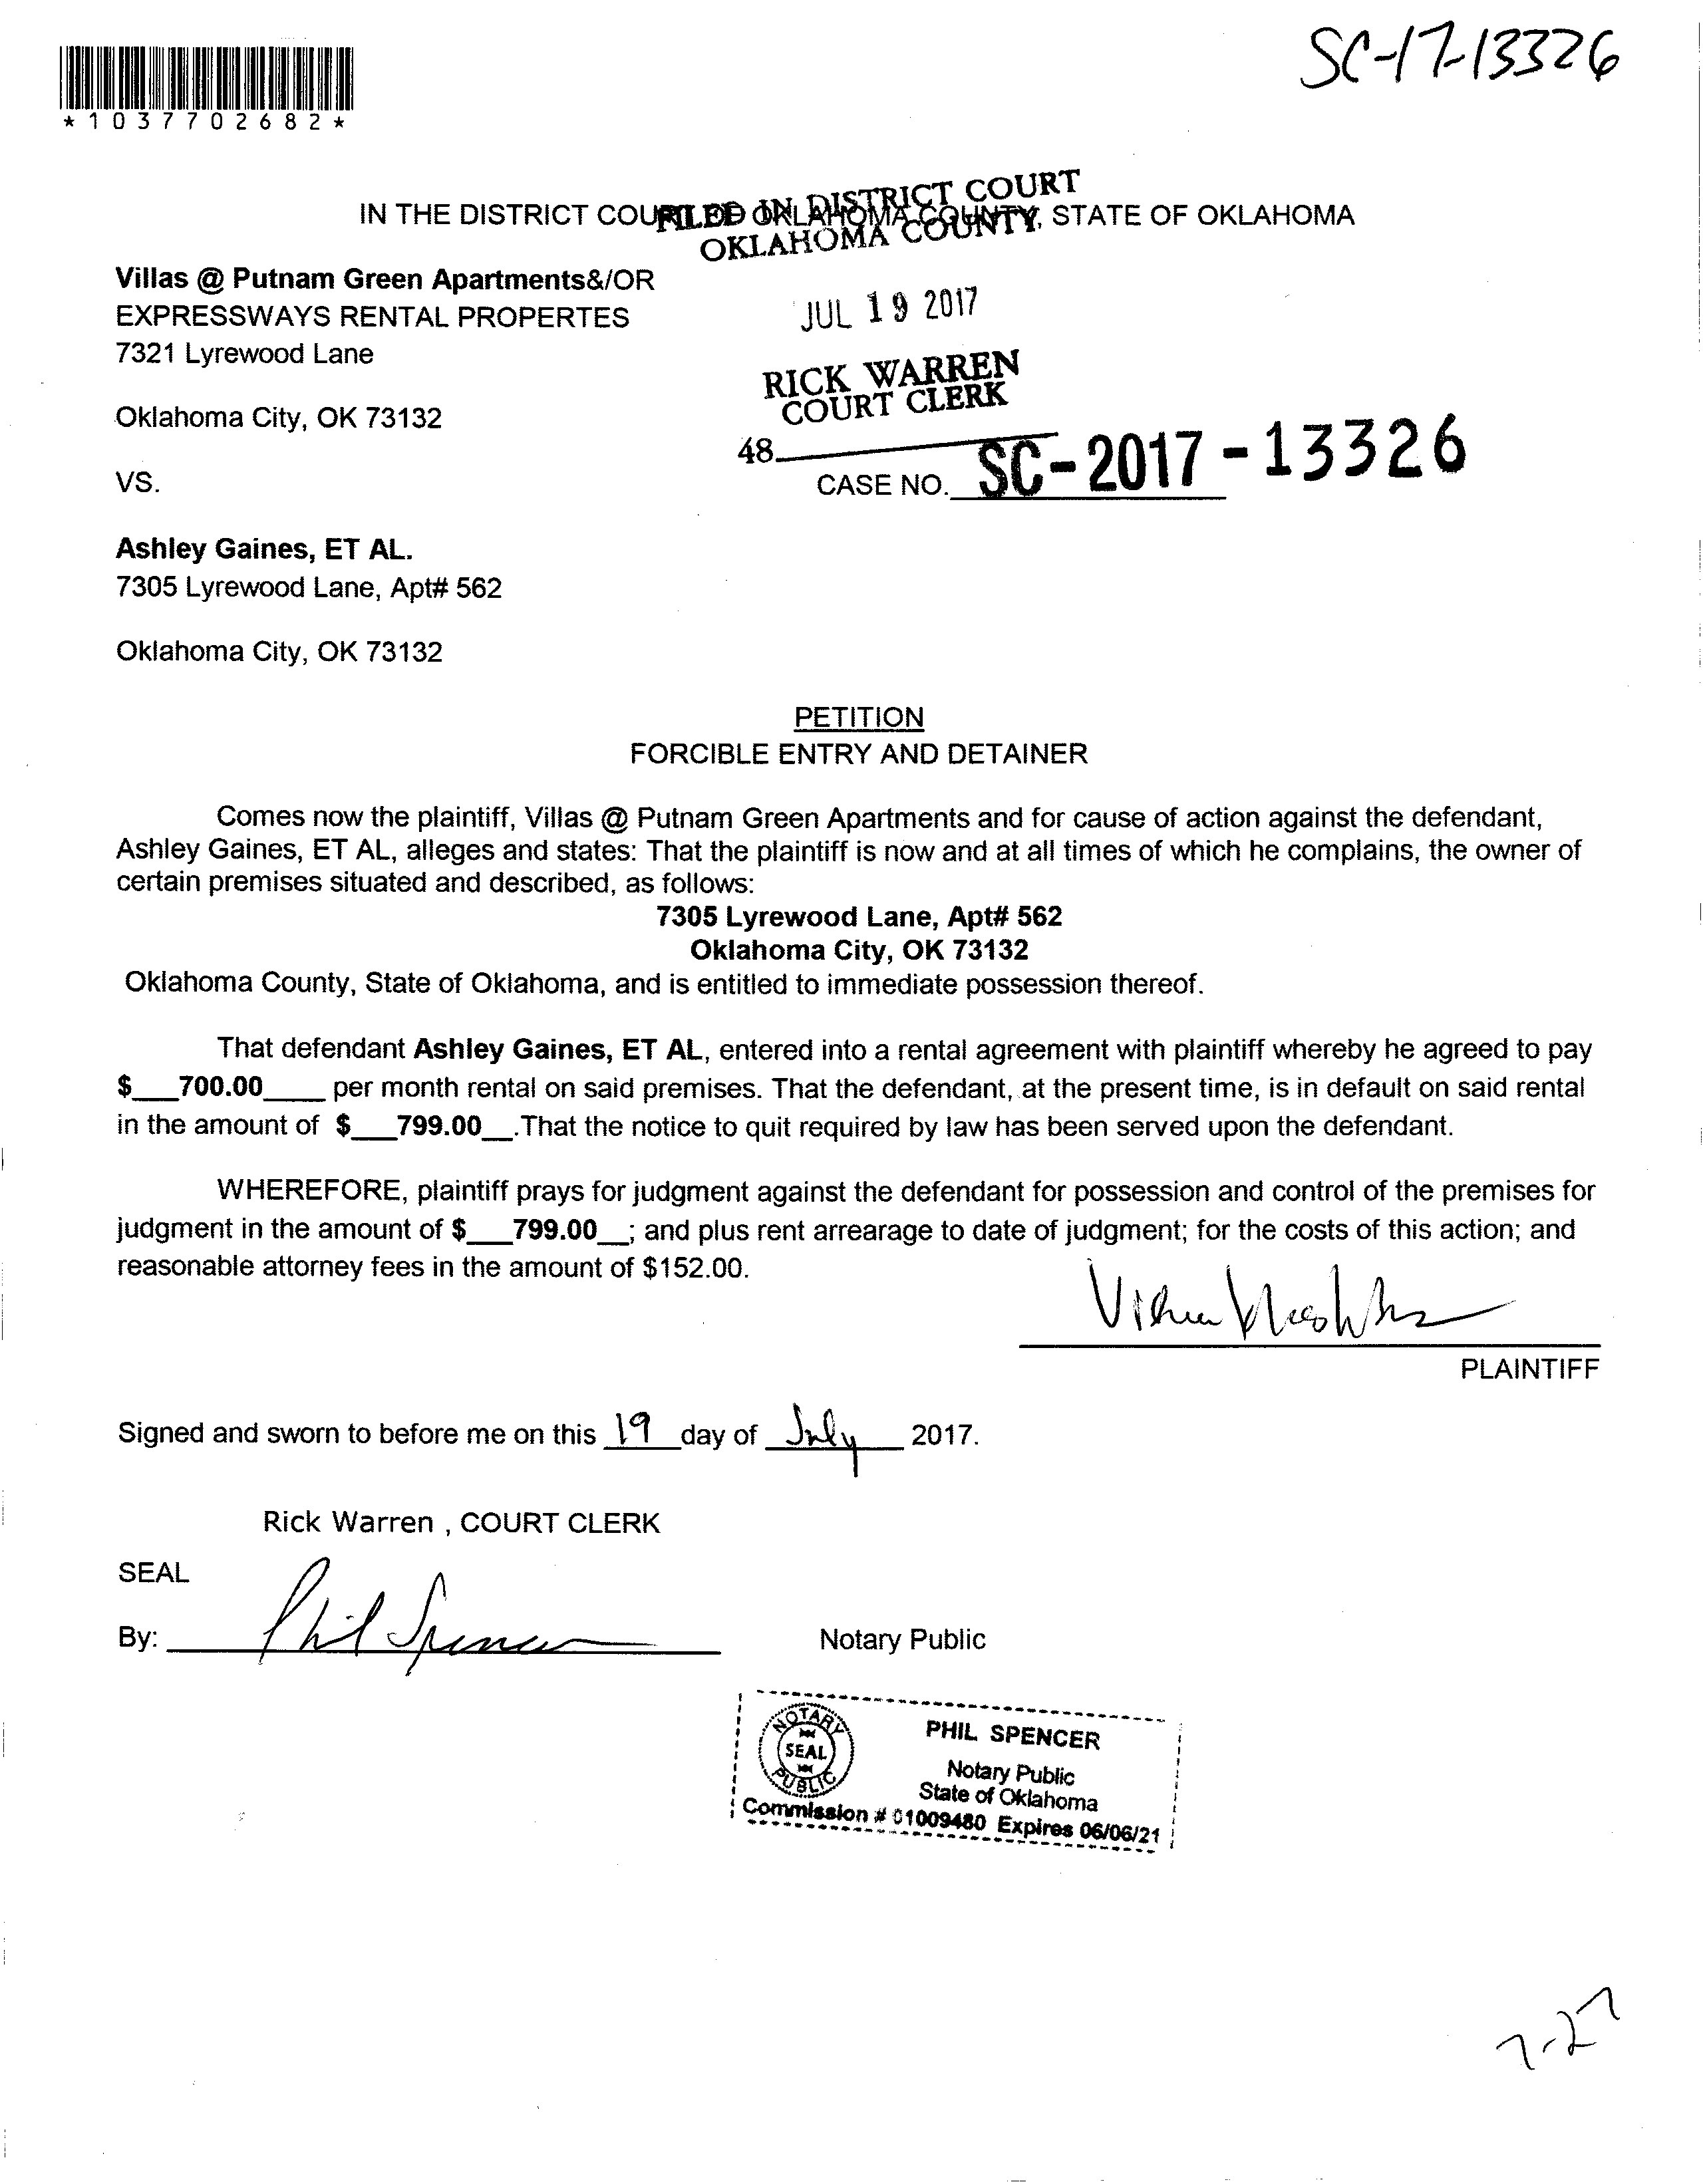 SC-17-13326
*1037702682*
FILED IN DISTRICT COURT
OKLAHOMA COUNTY
IN THE DISTRICT COURT OF OKLAHOMA COUNTY, STATE OF OKLAHOMA
Villas @ Putnam Green Apartments&/OR
EXPRESSWAYS RENTAL PROPERTES
7321 Lyrewood Lane
JUL 19 2017
RICK WARREN
COURT CLERK
Oklahoma City, OK 73132
48
VS.
CASE NO. SC-2017-13326
Ashley Gaines, ET AL.
7305 Lyrewood Lane, Apt# 562
Oklahoma City, OK 73132
PETITION
FORCIBLE ENTRY AND DETAINER
Comes now the plaintiff, Villas @ Putnam Green Apartments and for cause of action against the defendant,
Ashley Gaines, ET AL, alleges and states: That the plaintiff is now and at all times of which he complains, the owner of
certain premises situated and described, as follows:
7305 Lyrewood Lane, Apt# 562
Oklahoma City, OK 73132
Oklahoma County, State of Oklahoma, and is entitled to immediate possession thereof.
That defendant Ashley Gaines, ET AL, entered into a rental agreement with plaintiff whereby he agreed to pay
$___700.00____ per month rental on said premises. That the defendant, at the present time, is in default on said rental
in the amount of $___799.00__.That the notice to quit required by law has been served upon the defendant.
WHEREFORE, plaintiff prays for judgment against the defendant for possession and control of the premises for
judgment in the amount of $___799.00__; and plus rent arrearage to date of judgment; for the costs of this action; and
reasonable attorney fees in the amount of $152.00.
PLAINTIFF
Signed and sworn to before me on this 19 day of July 2017.
Rick Warren , COURT CLERK
SEAL
By: Phil Spencer Notary Public
NOTARY
SEAL
PUBLIC
PHIL SPENCER
Notary Public
State of Oklahoma
Commission # 01009480 Expires 06/06/21
7-27